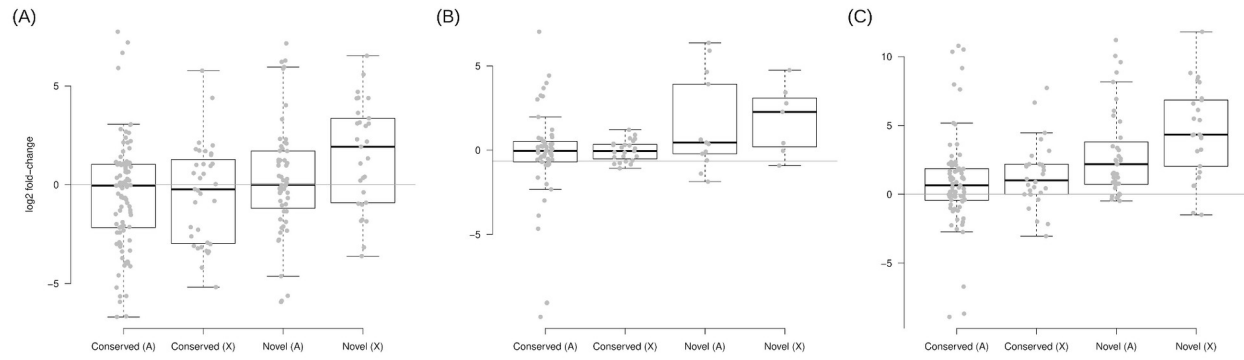 (A)
log2 fold−change
5
0
−5
Conserved (A) Conserved (X) Novel (A) Novel (X)
(B)
5
0
−5
Conserved (A) Conserved (X) Novel (A) Novel (X)
(C)
10
5
0
−5
Conserved (A) Conserved (X) Novel (A) Novel (X)